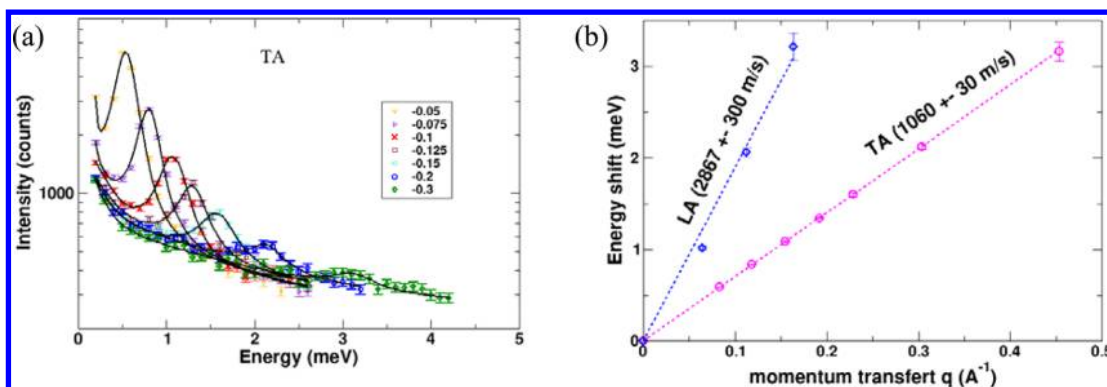 (a)
TA
Intensity (counts)
1000
-0.05
-0.075
-0.1
-0.125
-0.15
-0.2
-0.3
0 1 2 3 4 5
Energy (meV)
(b)
Energy shift (meV)
3
2
1
0
LA (2867 +- 300 m/s)
TA (1060 +- 30 m/s)
0 0.1 0.2 0.3 0.4 0.5
momentum transfert q (A⁻¹)